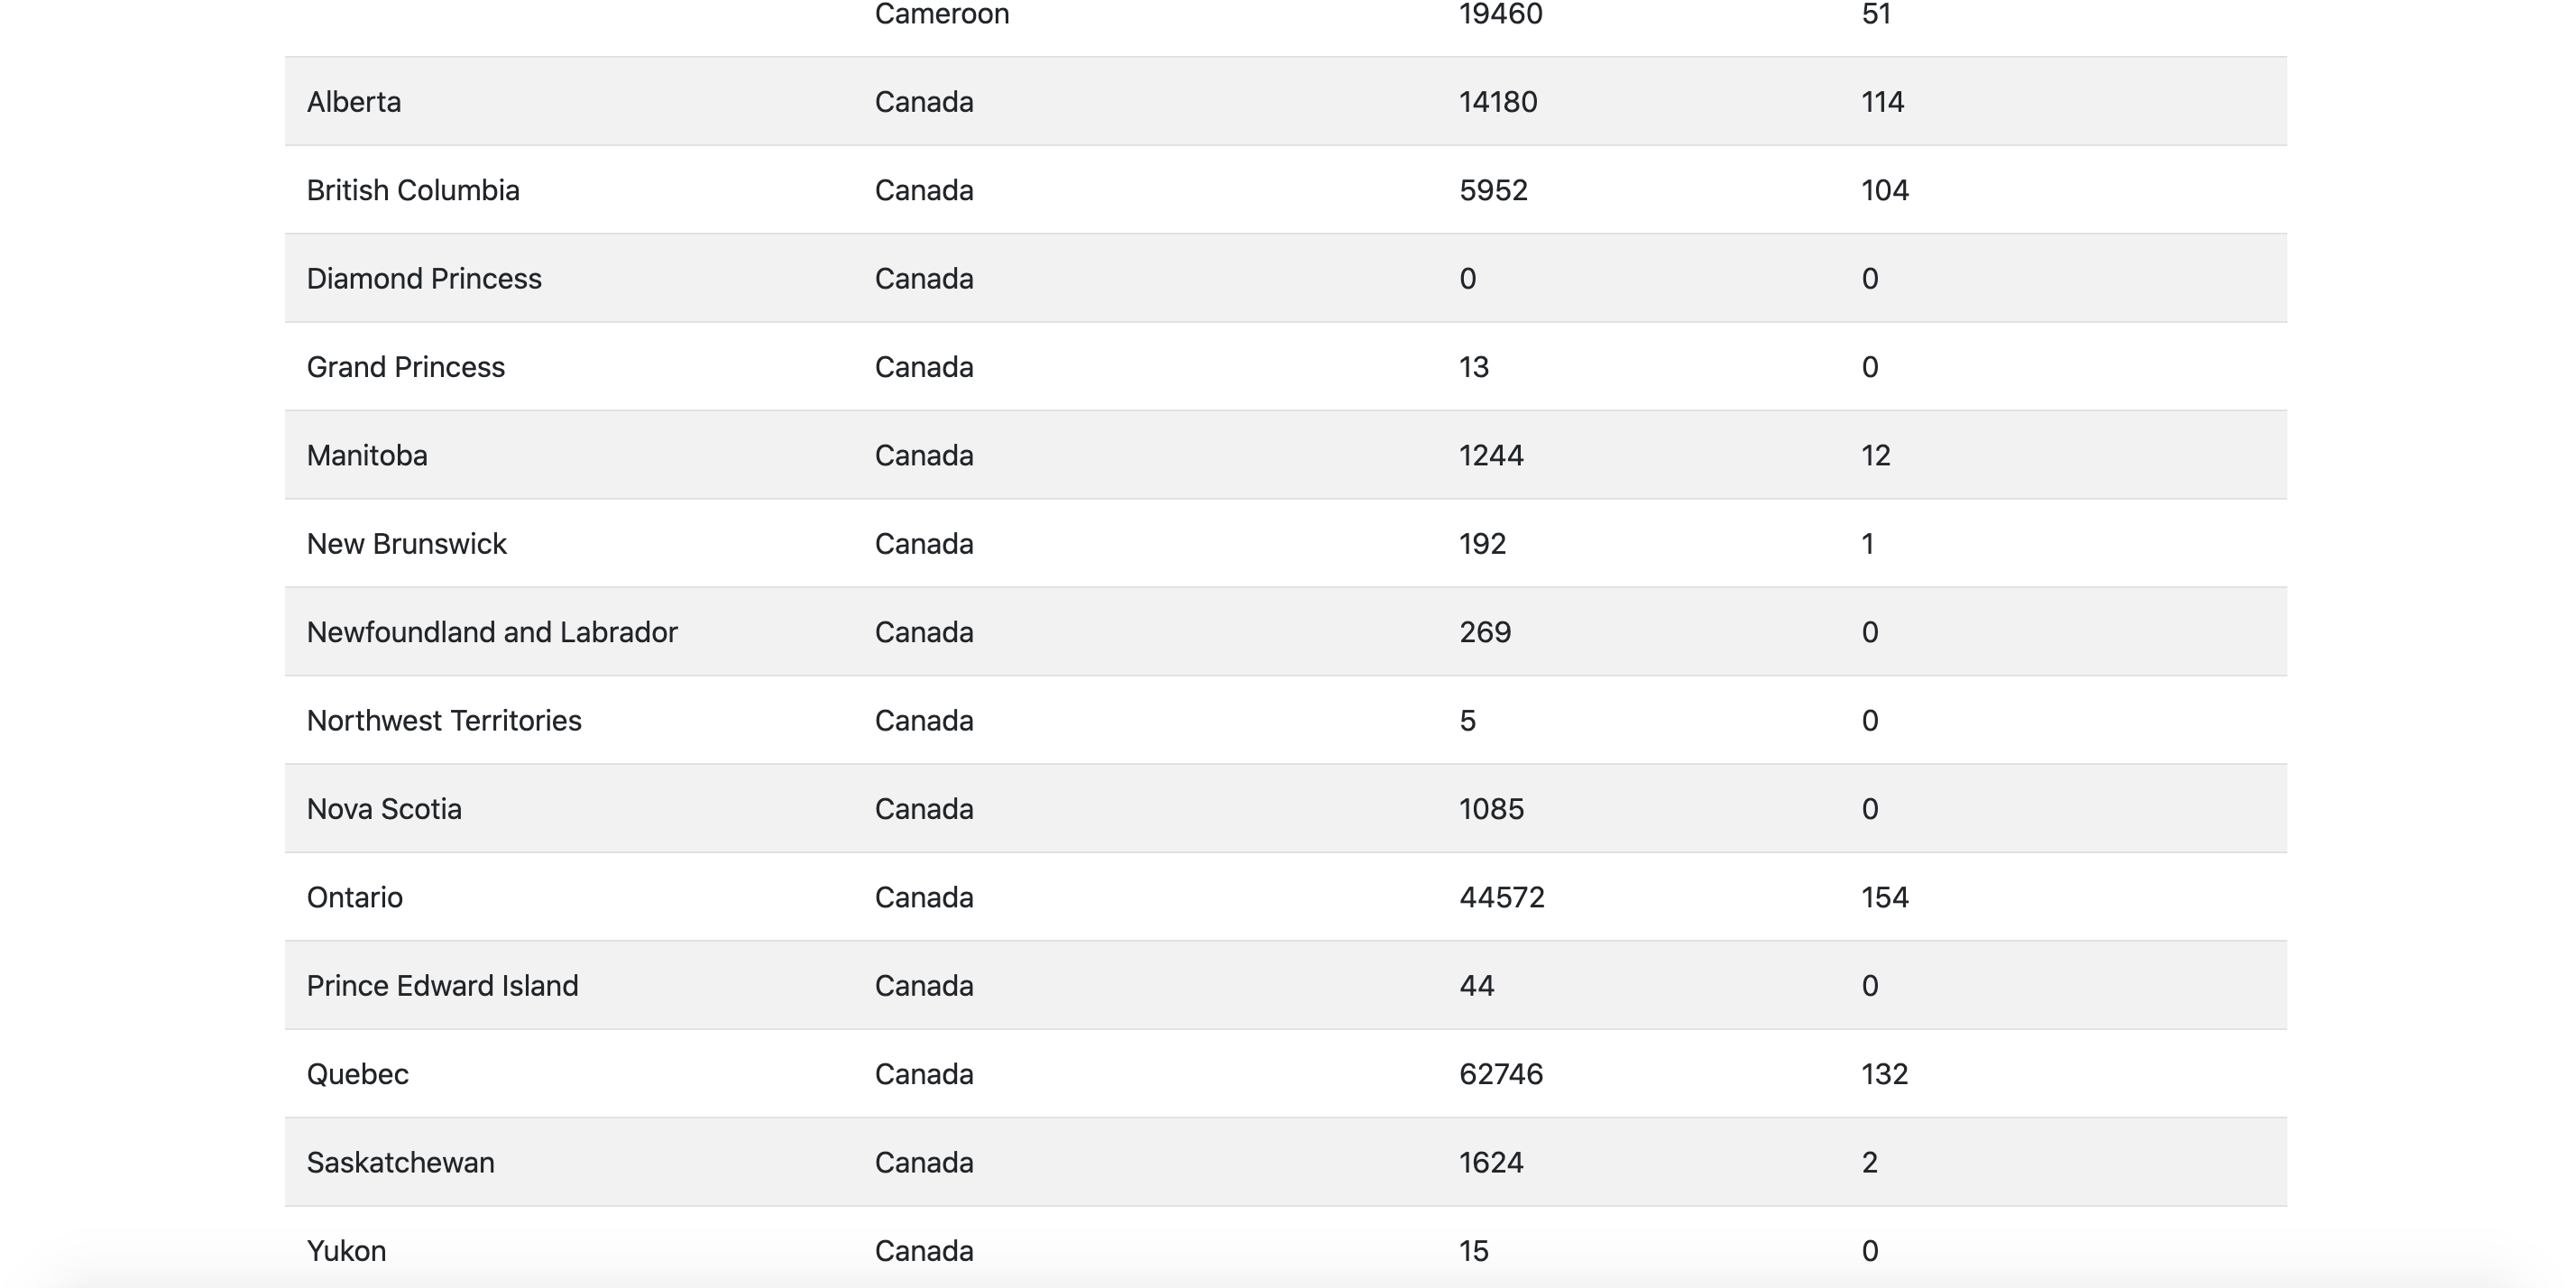 Cameroon 19460 51
Alberta Canada 14180 114
British Columbia Canada 5952 104
Diamond Princess Canada 0 0
Grand Princess Canada 13 0
Manitoba Canada 1244 12
New Brunswick Canada 192 1
Newfoundland and Labrador Canada 269 0
Northwest Territories Canada 5 0
Nova Scotia Canada 1085 0
Ontario Canada 44572 154
Prince Edward Island Canada 44 0
Quebec Canada 62746 132
Saskatchewan Canada 1624 2
Yukon Canada 15 0